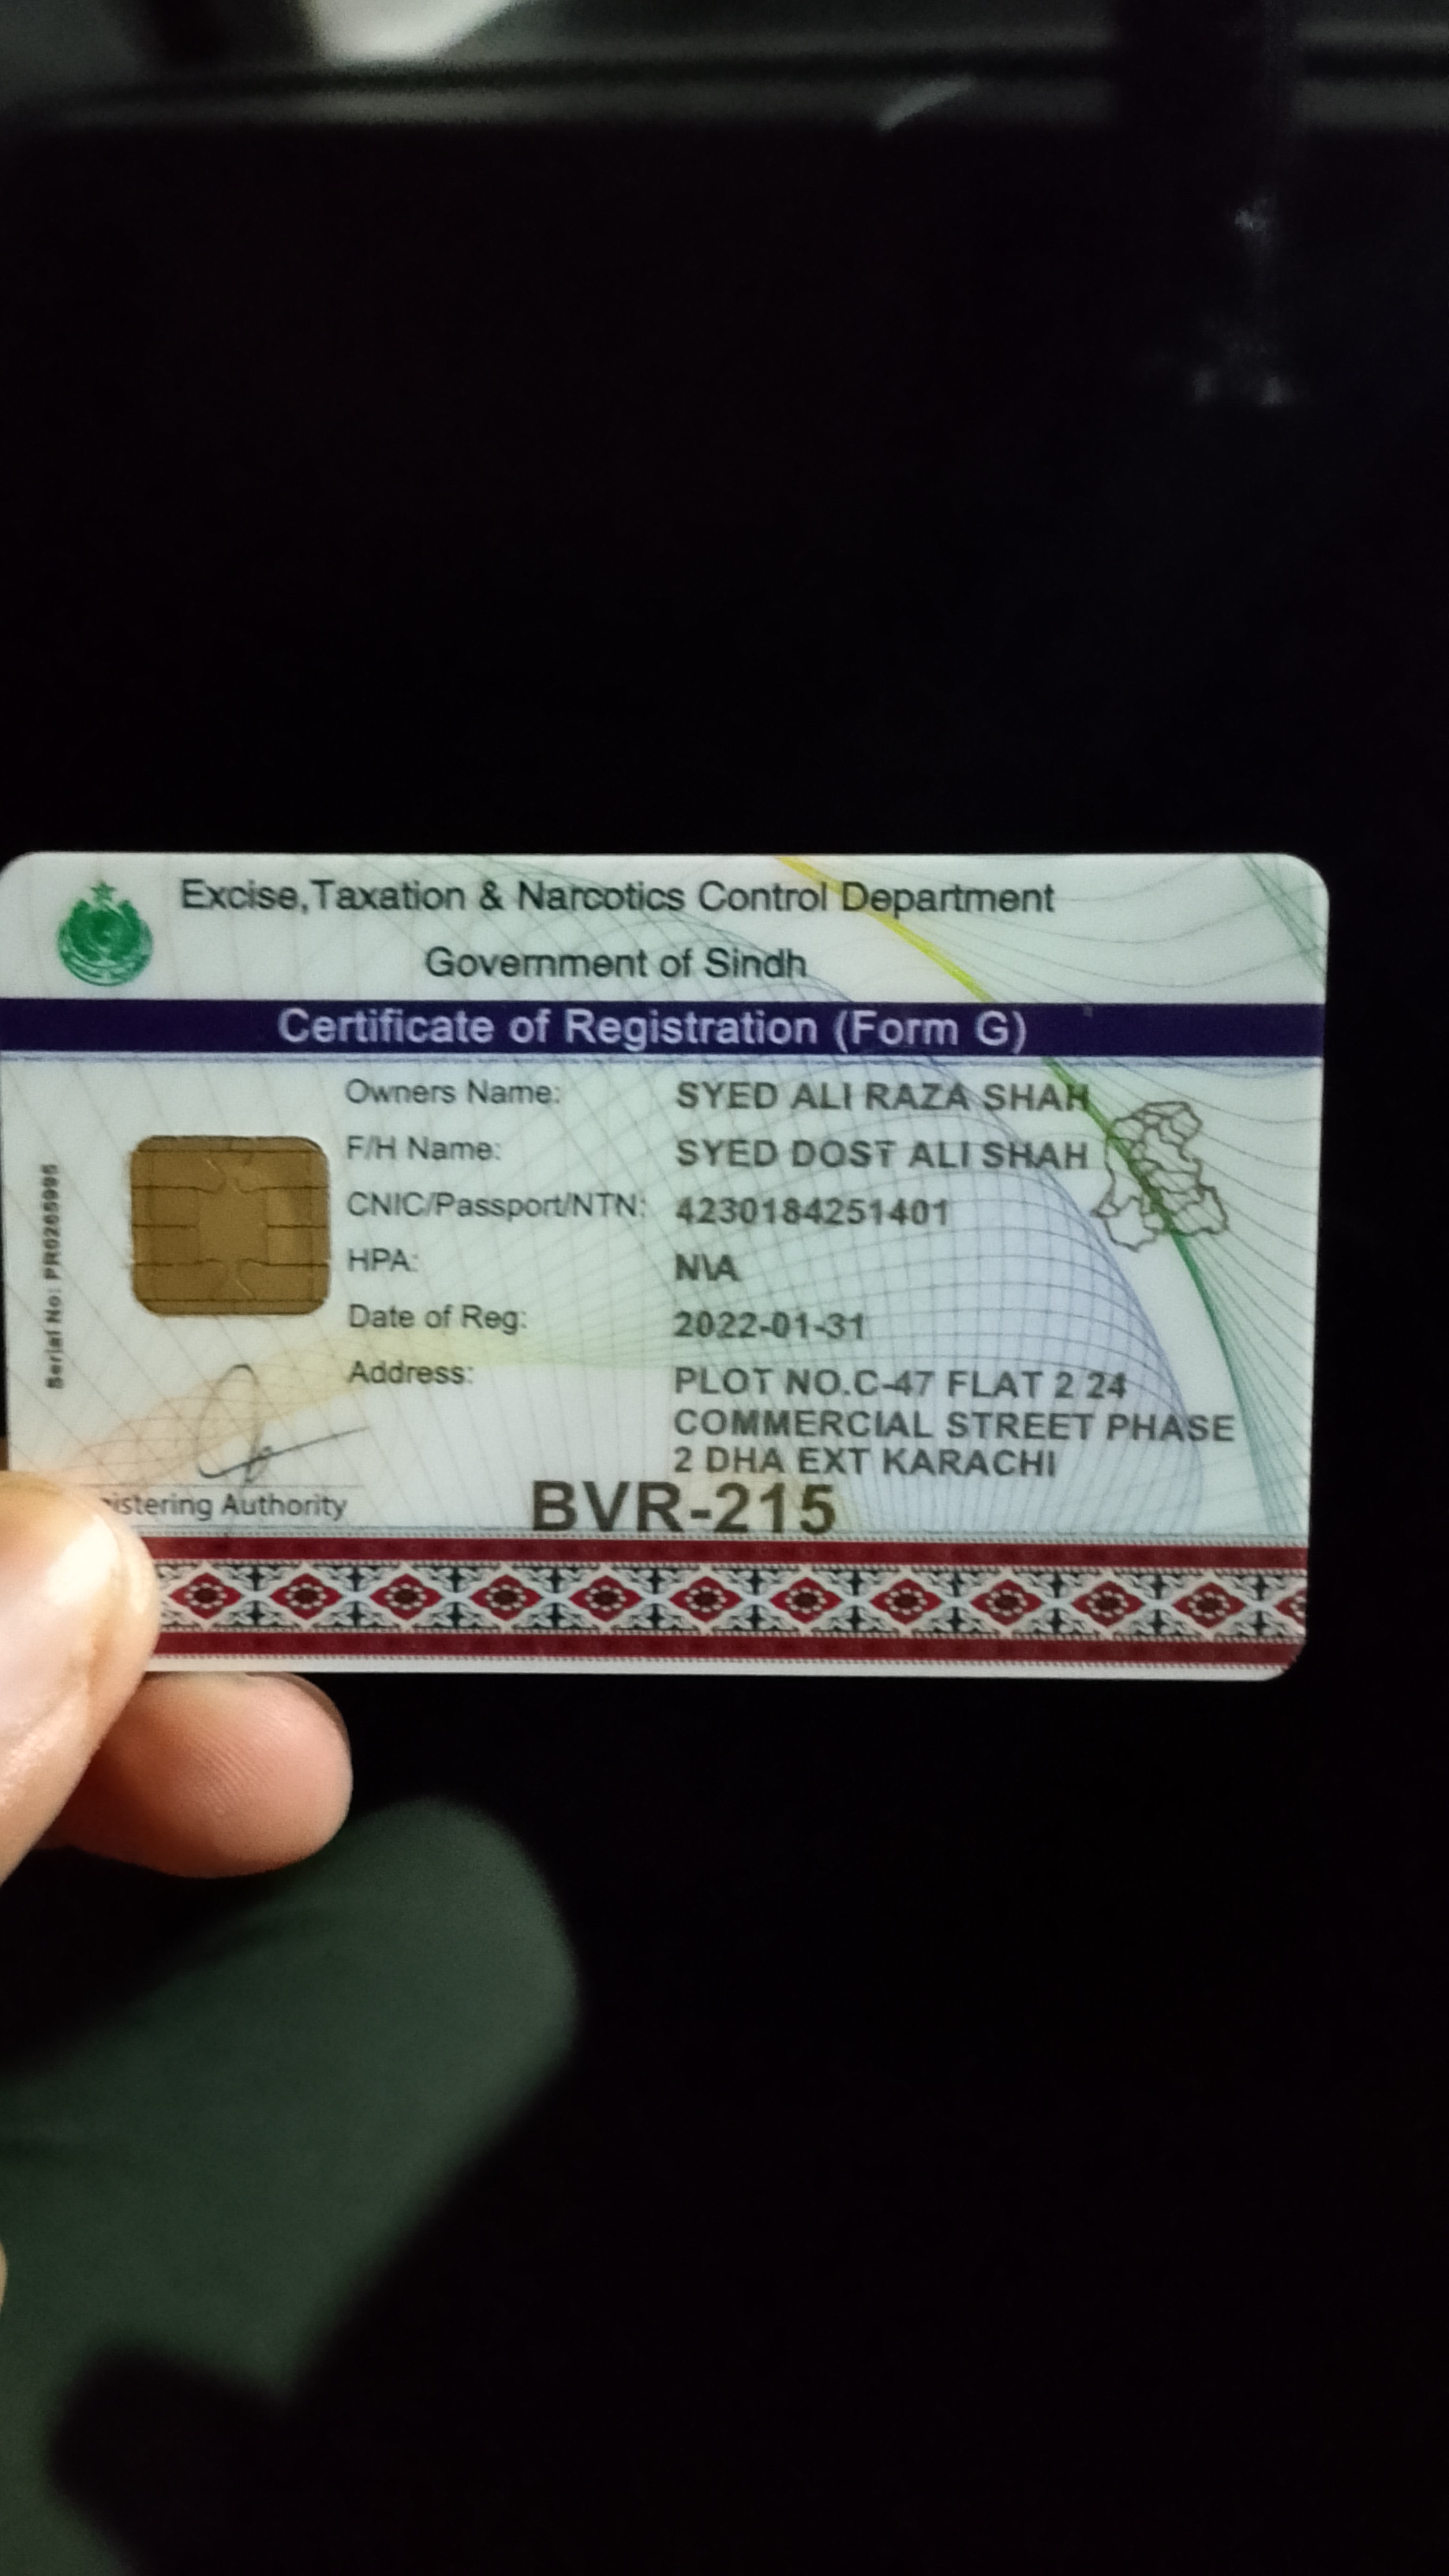 Excise,Taxation & Narcotics Control Department
Government of Sindh
Certificate of Registration (Form G)
Owners Name: SYED ALI RAZA SHAH
F/H Name: SYED DOST ALI SHAH
CNIC/Passport/NTN: 4230184251401
HPA: N\A
Date of Reg: 2022-01-31
Address: PLOT NO.C-47 FLAT 2 24
COMMERCIAL STREET PHASE
2 DHA EXT KARACHI
Serial No:
istering Authority
BVR-215